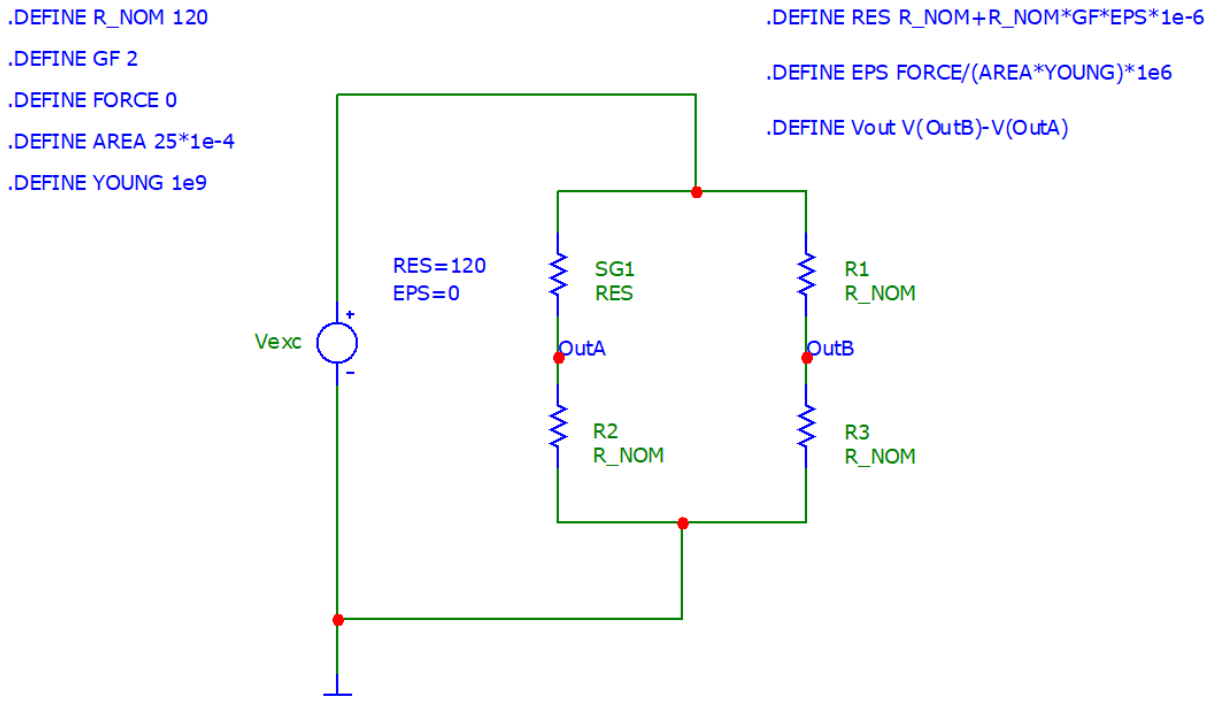 .DEFINE R_NOM 120
.DEFINE GF 2
.DEFINE FORCE 0
.DEFINE AREA 25*1e-4
.DEFINE YOUNG 1e9
.DEFINE RES R_NOM+R_NOM*GF*EPS*1e-6
.DEFINE EPS FORCE/(AREA*YOUNG)*1e6
.DEFINE Vout V(OutB)-V(OutA)
RES=120
EPS=0
SG1
RES
R1
R_NOM
+
Vexc
-
OutA
OutB
R2
R_NOM
R3
R_NOM